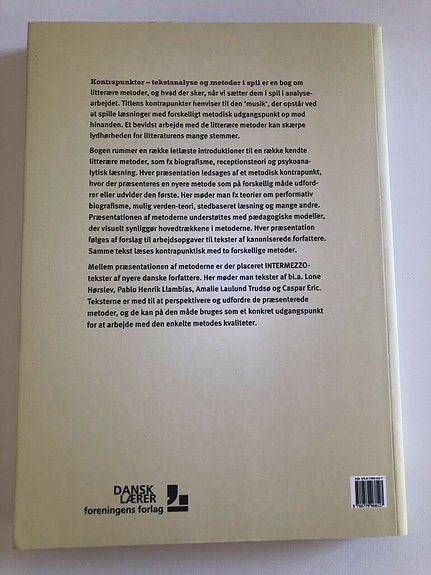 Kontrapunkter – tekstanalyse og metoder i spil er en bog om
litterære metoder, og hvad der sker, når vi sætter dem i spil i analyse-
arbejdet. Titlens kontrapunkter henviser til den 'musik', der opstår ved
at spille læsninger med forskelligt metodisk udgangspunkt op mod
hinanden. Et bevidst arbejde med de litterære metoder kan skærpe
lydhørheden for litteraturens mange stemmer.
Bogen rummer en række letlæste introduktioner til en række kendte
litterære metoder, som fx biografisme, receptionsteori og psykoana-
lytisk læsning. Hver præsentation ledsages af et metodisk kontrapunkt,
hvor der præsenteres en nyere metode som på forskellig måde udford-
rer eller udvider den første. Her møder man fx teorien om performativ
biografisme, mulig verden-teori, stedbaseret læsning og mange andre.
Præsentationen af metoderne understøttes med pædagogiske modeller,
der visuelt synliggør hovedtrækkene i metoderne. Hver præsentation
følges af forslag til arbejdsopgaver til tekster af kanoniserede forfattere.
Samme tekst læses kontrapunktisk med to forskellige metoder.
Mellem præsentationen af metoderne er der placeret INTERMEZZO-
tekster af nyere danske forfattere. Her møder man tekster af bl.a. Lone
Hørslev, Pablo Henrik Llambías, Amalie Laulund Trudsø og Caspar Eric.
Teksterne er med til at perspektivere og udfordre de præsenterede
metoder, og de kan på den måde bruges som et konkret udgangspunkt
for at arbejde med den enkelte metodes kvaliteter.
DANSK
LÆRER
foreningens forlag